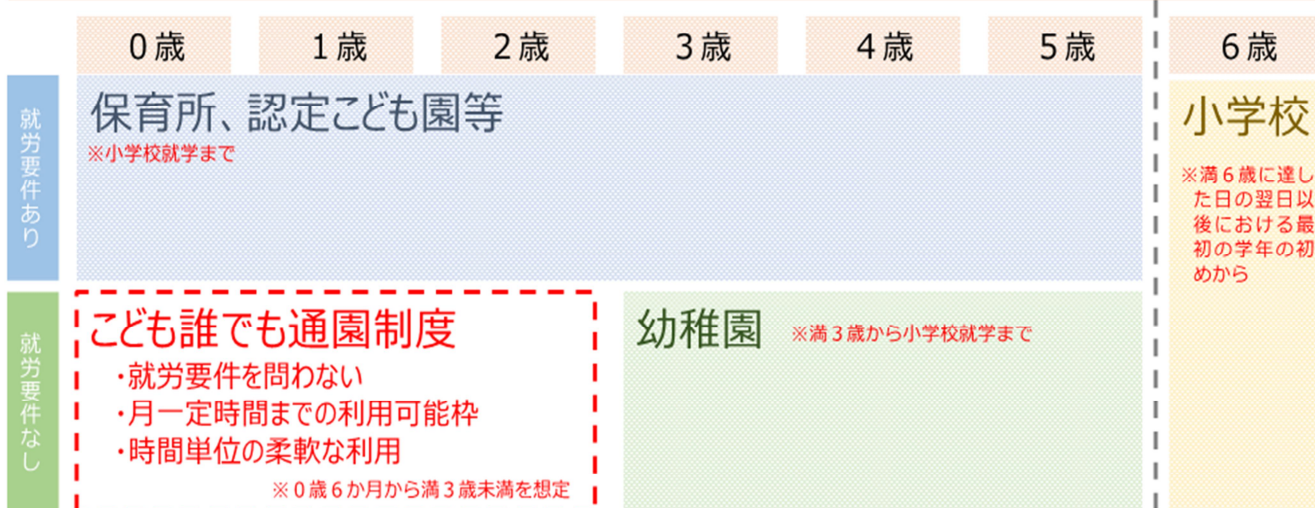 ０歳
１歳
２歳
３歳
４歳
５歳
６歳
就労要件あり
保育所、認定こども園等
※小学校就学まで
小学校
※満６歳に達し
た日の翌日以
後における最
初の学年の初
めから
就労要件なし
こども誰でも通園制度
・就労要件を問わない
・月一定時間までの利用可能枠
・時間単位の柔軟な利用
※０歳６か月から満３歳未満を想定
幼稚園
※満３歳から小学校就学まで